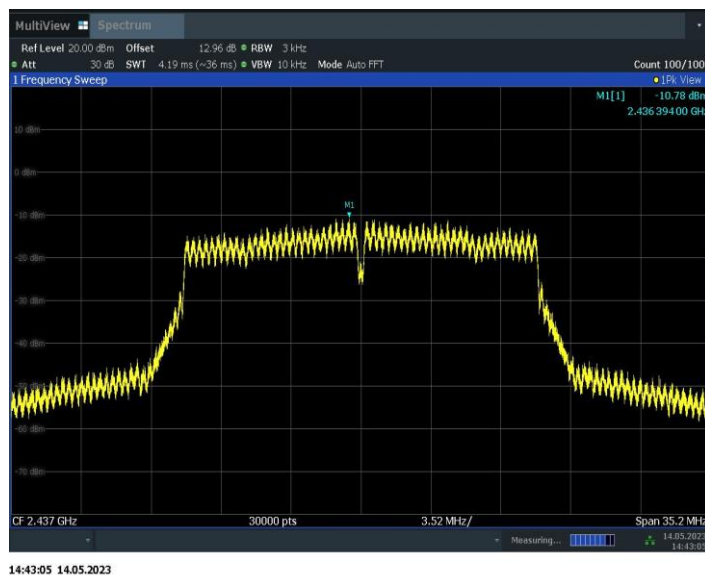 MultiView Spectrum
Ref Level 20.00 dBm Offset 12.96 dB RBW 3 kHz
Att 30 dB SWT 4.19 ms (~36 ms) VBW 10 kHz Mode Auto FFT Count 100/100
1 Frequency Sweep 1Pk View
M1[1] -10.78 dBm
2.43639400 GHz
10 dBm
0 dBm
M1
-10 dBm
-20 dBm
-30 dBm
-40 dBm
-60 dBm
-70 dBm
CF 2.437 GHz 30000 pts 3.52 MHz/ Span 35.2 MHz
Measuring... 14.05.2023
14:43:05
14:43:05 14.05.2023